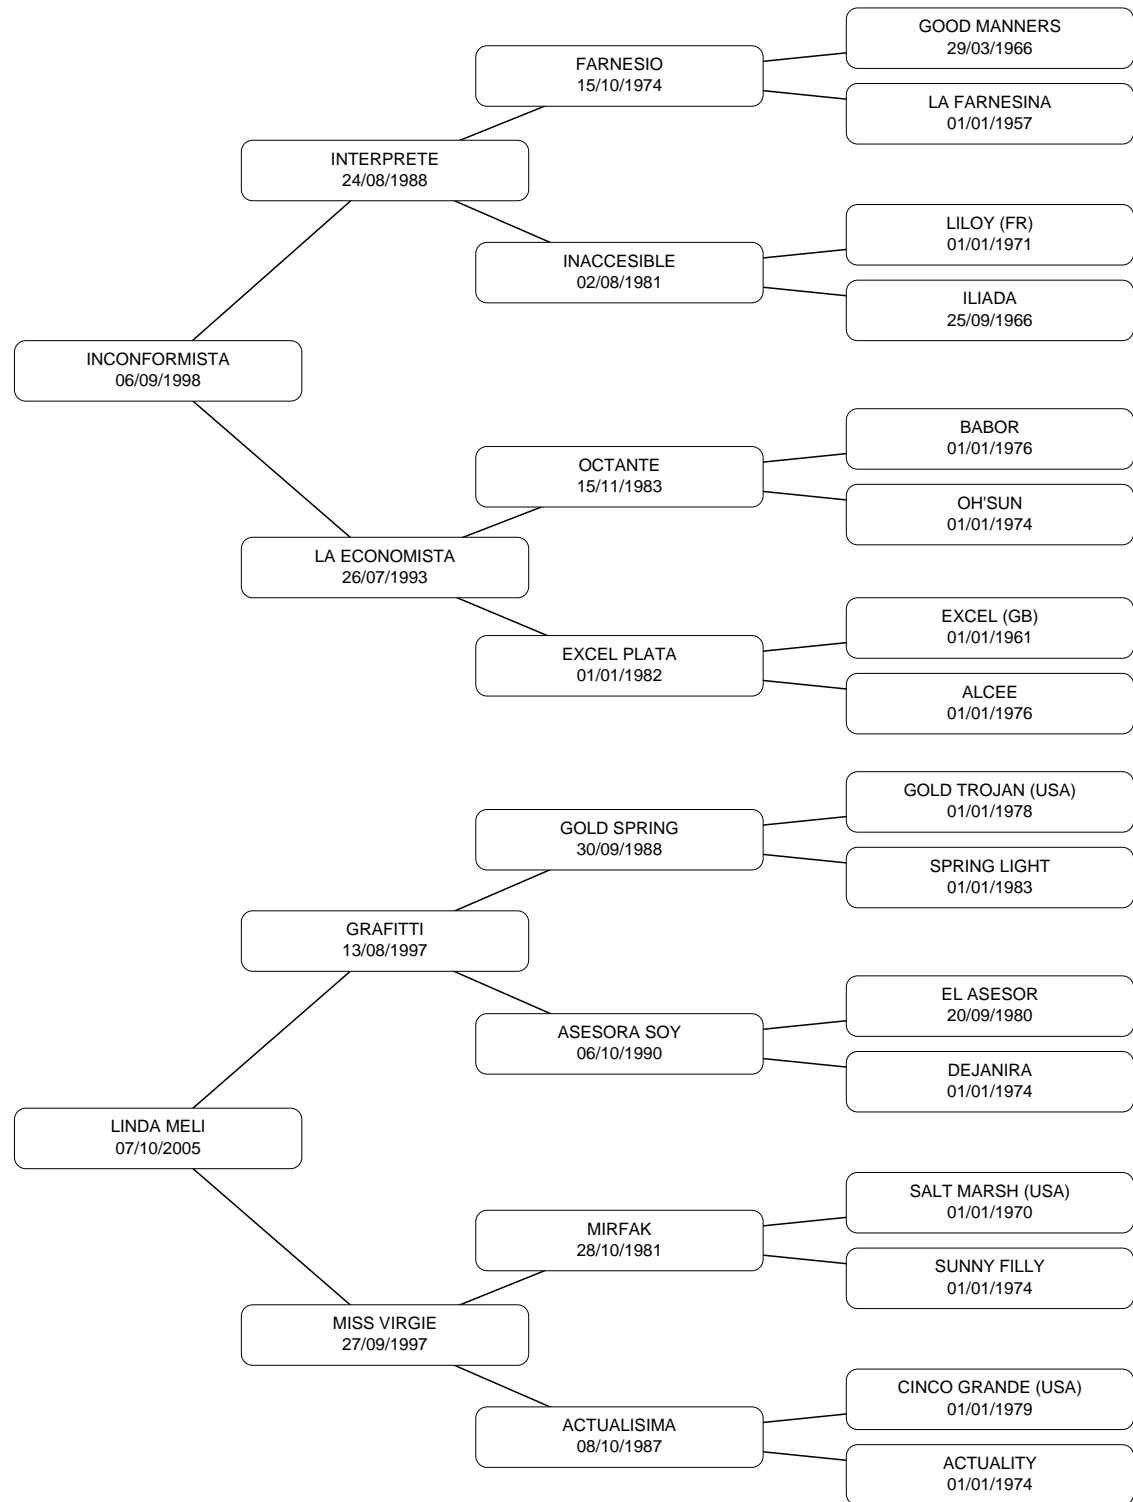 GOOD MANNERS
29/03/1966
FARNESIO
15/10/1974
LA FARNESINA
01/01/1957
INTERPRETE
24/08/1988
LILOY (FR)
01/01/1971
INACCESIBLE
02/08/1981
ILIADA
25/09/1966
INCONFORMISTA
06/09/1998
BABOR
01/01/1976
OCTANTE
15/11/1983
OH'SUN
01/01/1974
LA ECONOMISTA
26/07/1993
EXCEL (GB)
01/01/1961
EXCEL PLATA
01/01/1982
ALCEE
01/01/1976
GOLD TROJAN (USA)
01/01/1978
GOLD SPRING
30/09/1988
SPRING LIGHT
01/01/1983
GRAFITTI
13/08/1997
EL ASESOR
20/09/1980
ASESORA SOY
06/10/1990
DEJANIRA
01/01/1974
LINDA MELI
07/10/2005
SALT MARSH (USA)
01/01/1970
MIRFAK
28/10/1981
SUNNY FILLY
01/01/1974
MISS VIRGIE
27/09/1997
CINCO GRANDE (USA)
01/01/1979
ACTUALISIMA
08/10/1987
ACTUALITY
01/01/1974